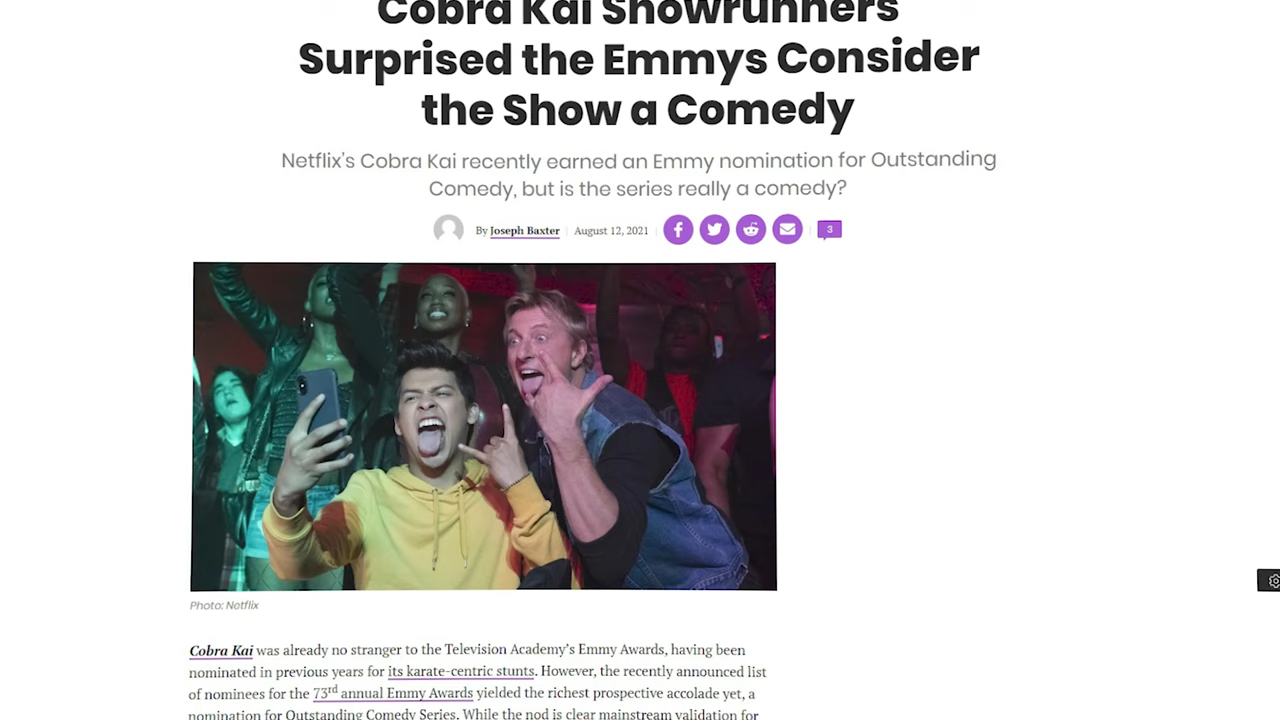 Cobra Kai Showrunners
Surprised the Emmys Consider
the Show a Comedy
Netflix's Cobra Kai recently earned an Emmy nomination for Outstanding
Comedy, but is the series really a comedy?
By Joseph Baxter August 12, 2021 3
Photo: Netflix
Cobra Kai was already no stranger to the Television Academy's Emmy Awards, having been
nominated in previous years for its karate-centric stunts. However, the recently announced list
of nominees for the 73rd annual Emmy Awards yielded the richest prospective accolade yet, a
nomination for Outstanding Comedy Series. While the nod is clear mainstream validation for